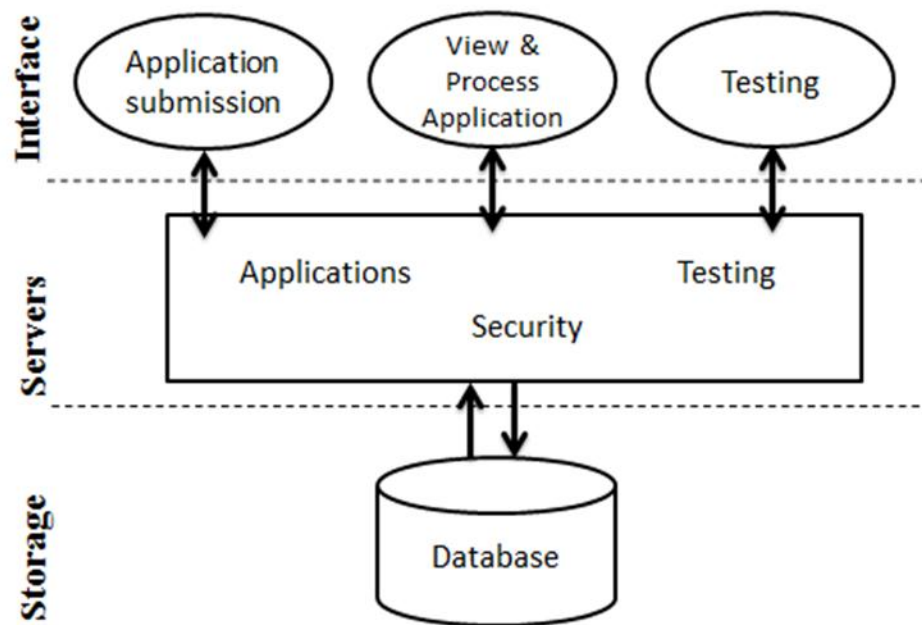 Interface
Application
submission
View &
Process
Application
Testing
Servers
Applications
Testing
Security
Storage
Database